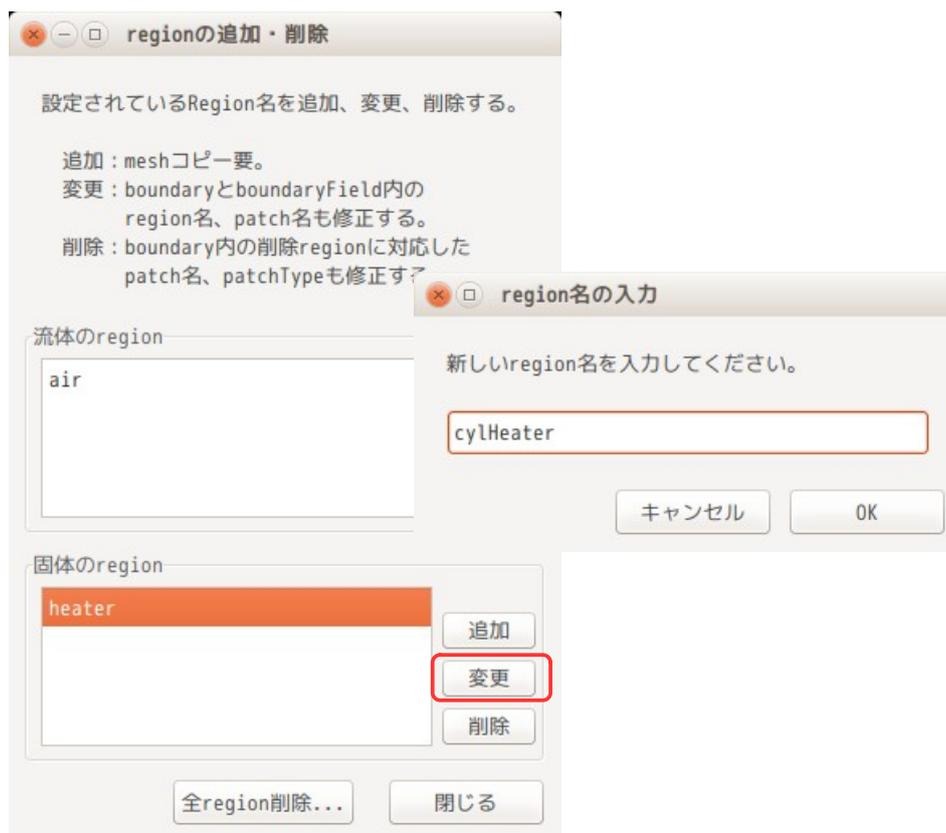 regionの追加・削除
設定されているRegion名を追加、変更、削除する。
追加：meshコピー要。
変更：boundaryとboundaryField内の
region名、patch名も修正する。
削除：boundary内の削除regionに対応した
patch名、patchTypeも修正す
region名の入力
新しいregion名を入力してください。
cylHeater
キャンセル
OK
流体のregion
air
固体のregion
heater
追加
変更
削除
全region削除...
閉じる